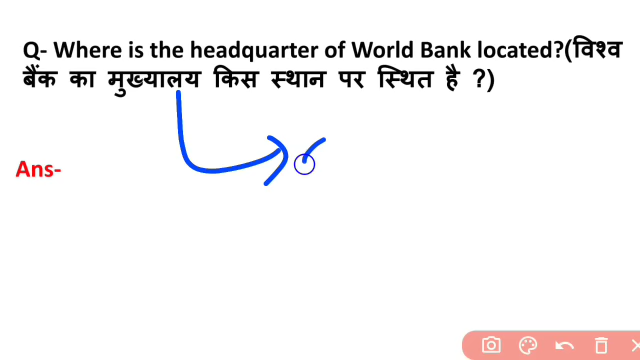 Q- Where is the headquarter of World Bank located?(विश्व
बैंक का मुख्यालय किस स्थान पर स्थित है ?)
Ans-